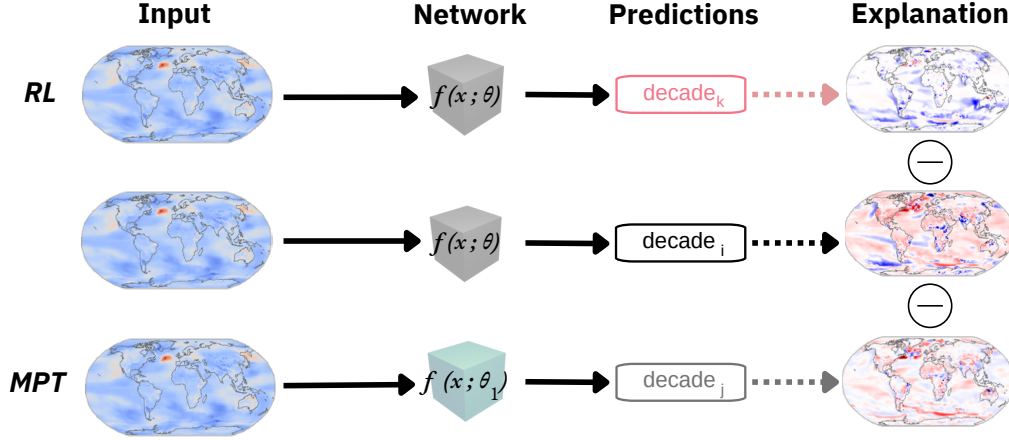 Input Network Predictions Explanation
RL f(x; θ) decade_k
−
f(x; θ) decade_i
−
MPT f(x; θ_1) decade_j